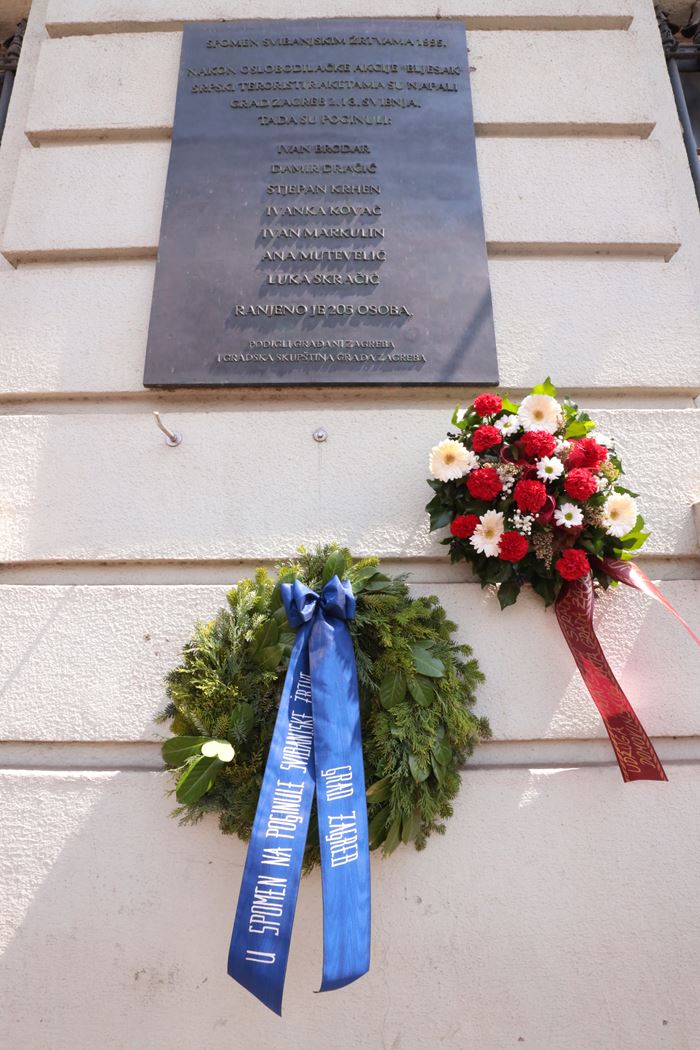 SPOMEN SVIBANJSKIM ŽRTVAMA 1995.
NAKON OSLOBODILAČKE AKCIJE "BLJESAK"
SRPSKI TERORISTI RAKETAMA SU NAPALI
GRAD ZAGREB 2. I 3. SVIBNJA.
TADA SU POGINULI:
IVAN BRODAR
DAMIR DRAČIĆ
STJEPAN KRHEN
IVANKA KOVAČ
IVAN MARKULIN
ANA MUTEVELIĆ
LUKA SKRAČIĆ
RANJENO JE 203 OSOBA.
PODIGLI GRAĐANI ZAGREBA
I GRADSKA SKUPŠTINA GRADA ZAGREBA
U SPOMEN NA POGINULE SVIBANJSKE ŽRTVE
GRAD ZAGREB